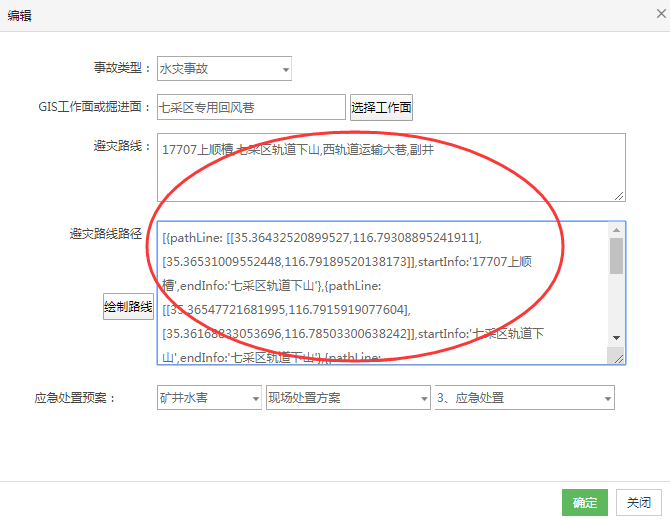 编辑
×
事故类型： 水灾事故
GIS工作面或掘进面： 七采区专用回风巷 选择工作面
避灾路线： 17707上顺槽,七采区轨道下山,西轨道运输大巷,副井
避灾路线路径
[{pathLine: [[35.36432520899527,116.79308895241911],
[35.36531009552448,116.79189520138173]],startInfo:'17707上顺
槽',endInfo:'七采区轨道下山'},{pathLine:
绘制路线
[[35.36547721681995,116.7915919077604],
[35.36168833053696,116.78503300638242]],startInfo:'七采区轨道下
山',endInfo:'七采区轨道下山'},{pathLine:
应急处置预案： 矿井水害 现场处置方案 3、应急处置
确定 关闭